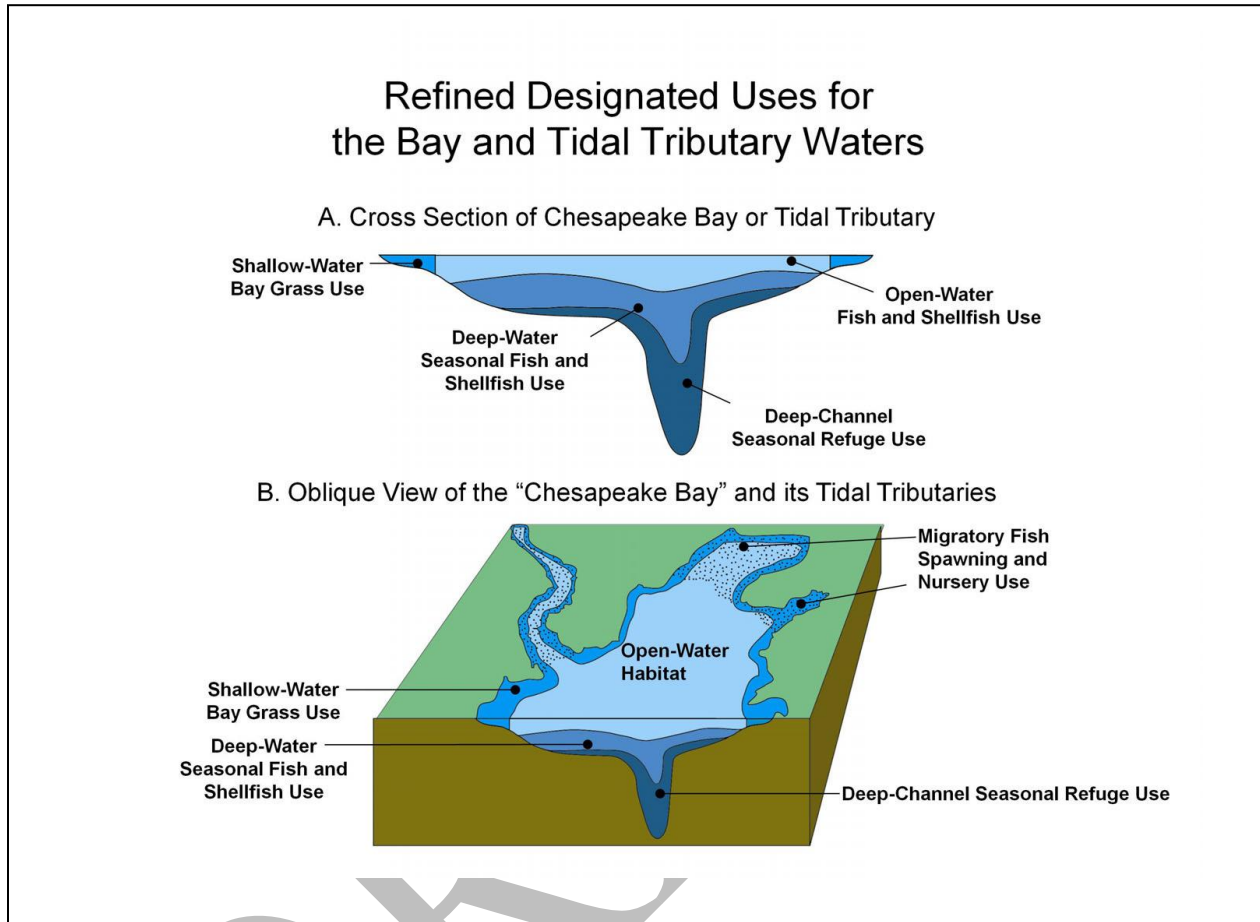 Refined Designated Uses for
the Bay and Tidal Tributary Waters
A. Cross Section of Chesapeake Bay or Tidal Tributary
Shallow-Water
Bay Grass Use
Open-Water
Fish and Shellfish Use
Deep-Water
Seasonal Fish and
Shellfish Use
Deep-Channel
Seasonal Refuge Use
B. Oblique View of the “Chesapeake Bay” and its Tidal Tributaries
Migratory Fish
Spawning and
Nursery Use
Open-Water
Habitat
Shallow-Water
Bay Grass Use
Deep-Water
Seasonal Fish and
Shellfish Use
Deep-Channel Seasonal Refuge Use